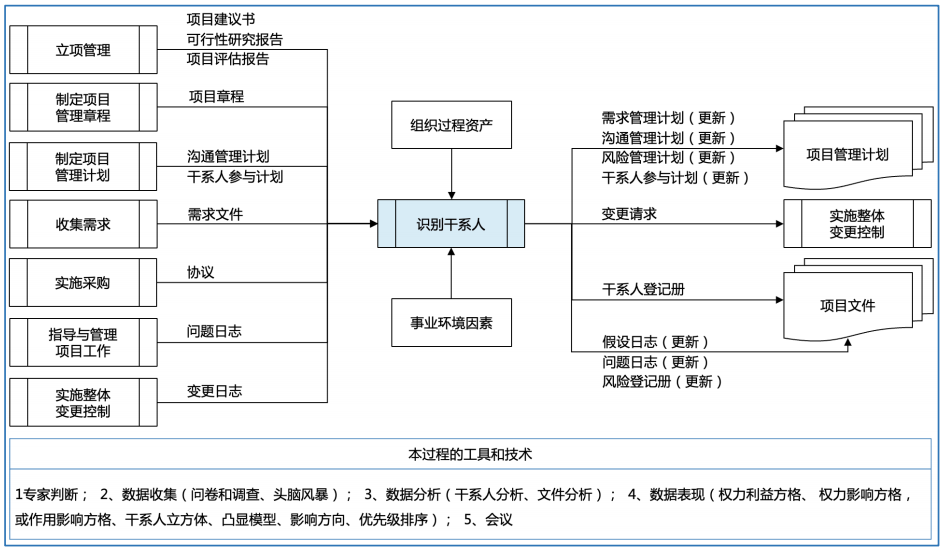 立项管理
项目建议书
可行性研究报告
项目评估报告
制定项目
管理章程
项目章程
制定项目
管理计划
沟通管理计划
干系人参与计划
收集需求
需求文件
实施采购
协议
指导与管理
项目工作
问题日志
实施整体
变更控制
变更日志
组织过程资产
识别干系人
事业环境因素
需求管理计划（更新）
沟通管理计划（更新）
风险管理计划（更新）
干系人参与计划（更新）
项目管理计划
变更请求
实施整体
变更控制
干系人登记册
项目文件
假设日志（更新）
问题日志（更新）
风险登记册（更新）
本过程的工具和技术
1专家判断； 2、数据收集（问卷和调查、头脑风暴）； 3、数据分析（干系人分析、文件分析）； 4、数据表现（权力利益方格、 权力影响方格，
或作用影响方格、干系人立方体、凸显模型、影响方向、优先级排序）； 5、会议